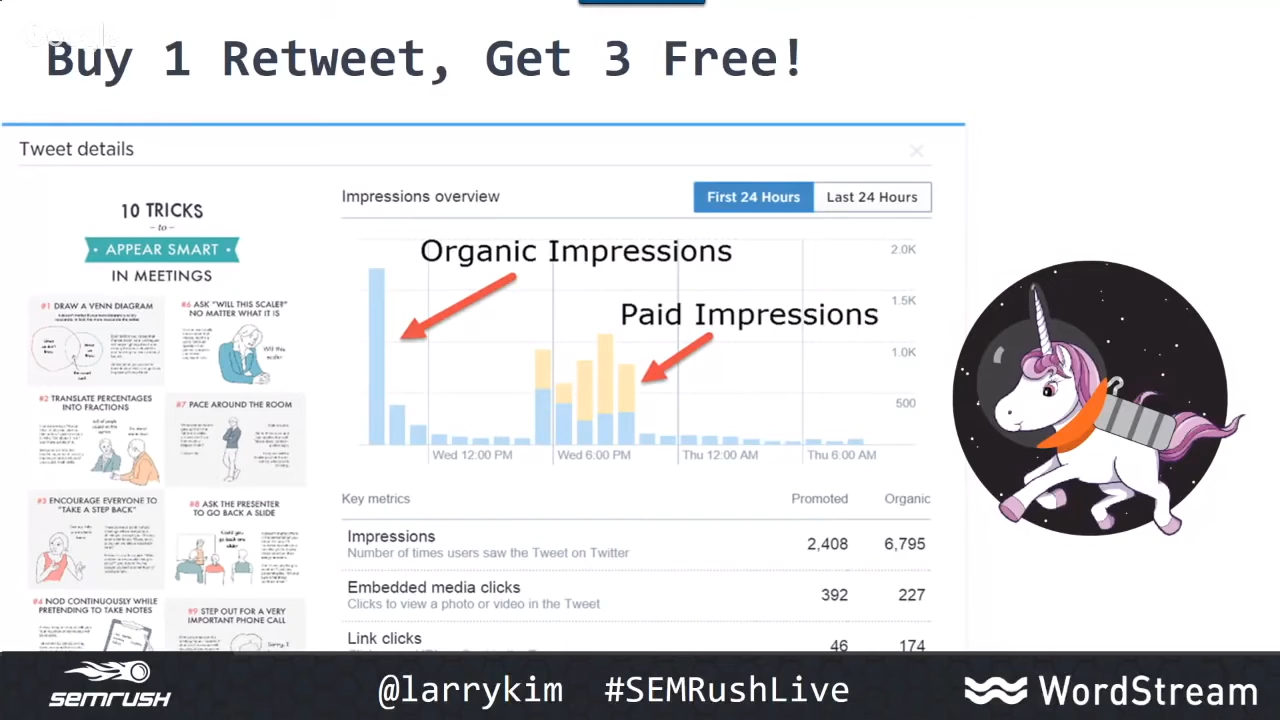 Buy 1 Retweet, Get 3 Free!
Tweet details
10 TRICKS
- to -
• APPEAR SMART •
IN MEETINGS
#1 DRAW A VENN DIAGRAM
#6 ASK "WILL THIS SCALE?"
NO MATTER WHAT IT IS
#2 TRANSLATE PERCENTAGES
INTO FRACTIONS
#7 PACE AROUND THE ROOM
#3 ENCOURAGE EVERYONE TO
"TAKE A STEP BACK"
#8 ASK THE PRESENTER
TO GO BACK A SLIDE
#4 NOD CONTINUOUSLY WHILE
PRETENDING TO TAKE NOTES
#9 STEP OUT FOR A VERY
IMPORTANT PHONE CALL
Impressions overview
First 24 Hours
Last 24 Hours
Organic Impressions
Paid Impressions
2.0K
1.5K
1.0K
500
Wed 12:00 PM
Wed 6:00 PM
Thu 12:00 AM
Thu 6:00 AM
Key metrics Promoted Organic
Impressions 2,408 6,795
Number of times users saw the Tweet on Twitter
Embedded media clicks 392 227
Clicks to view a photo or video in the Tweet
Link clicks 46 174
SEMRUSH
@larrykim #SEMRushLive
WordStream